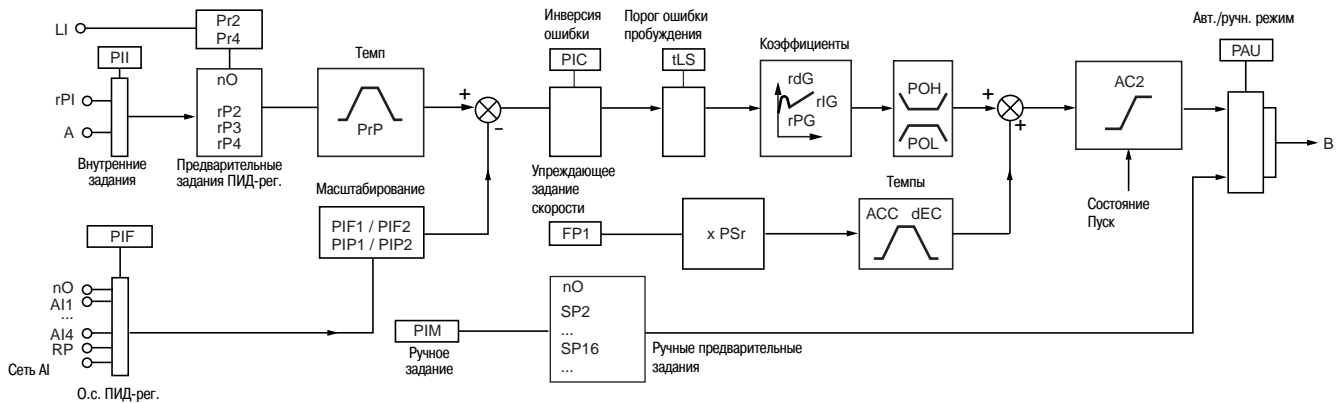 LI
Pr2
Pr4
PII
rPI
A
Внутренние
задания
nO
rP2
rP3
rP4
Предварительные
задания ПИД-рег.
Темп
PrP
+
−
Инверсия
ошибки
PIC
Порог ошибки
пробуждения
tLS
Коэффициенты
rdG
rIG
rPG
POH
POL
+
+
AC2
Состояние
Пуск
Авт./ручн. режим
PAU
B
Масштабирование
PIF1 / PIF2
PIP1 / PIP2
Упреждающее
задание
скорости
FP1
x PSr
Темпы
ACC dEC
PIF
nO
AI1
...
AI4
RP
Сеть AI
О.с. ПИД-рег.
PIM
Ручное
задание
nO
SP2
...
SP16
...
Ручные предварительные
задания